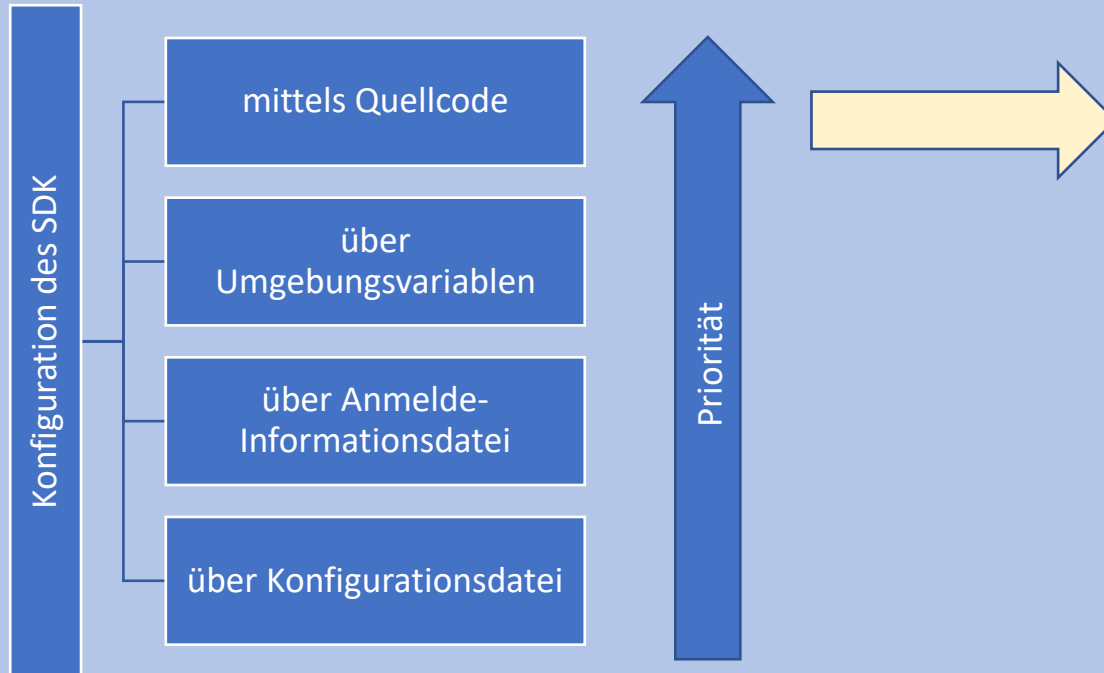 Konfiguration des SDK
mittels Quellcode
über
Umgebungsvariablen
über Anmelde-
Informationsdatei
über Konfigurationsdatei
Priorität